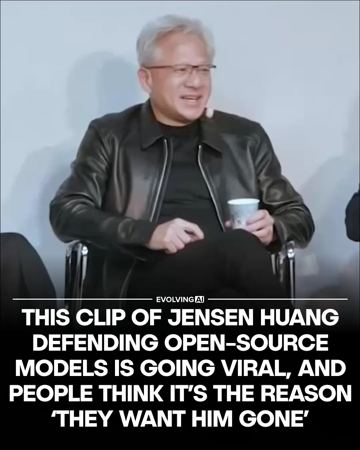 EVOLVING AI
THIS CLIP OF JENSEN HUANG
DEFENDING OPEN-SOURCE
MODELS IS GOING VIRAL, AND
PEOPLE THINK IT'S THE REASON
‘THEY WANT HIM GONE’